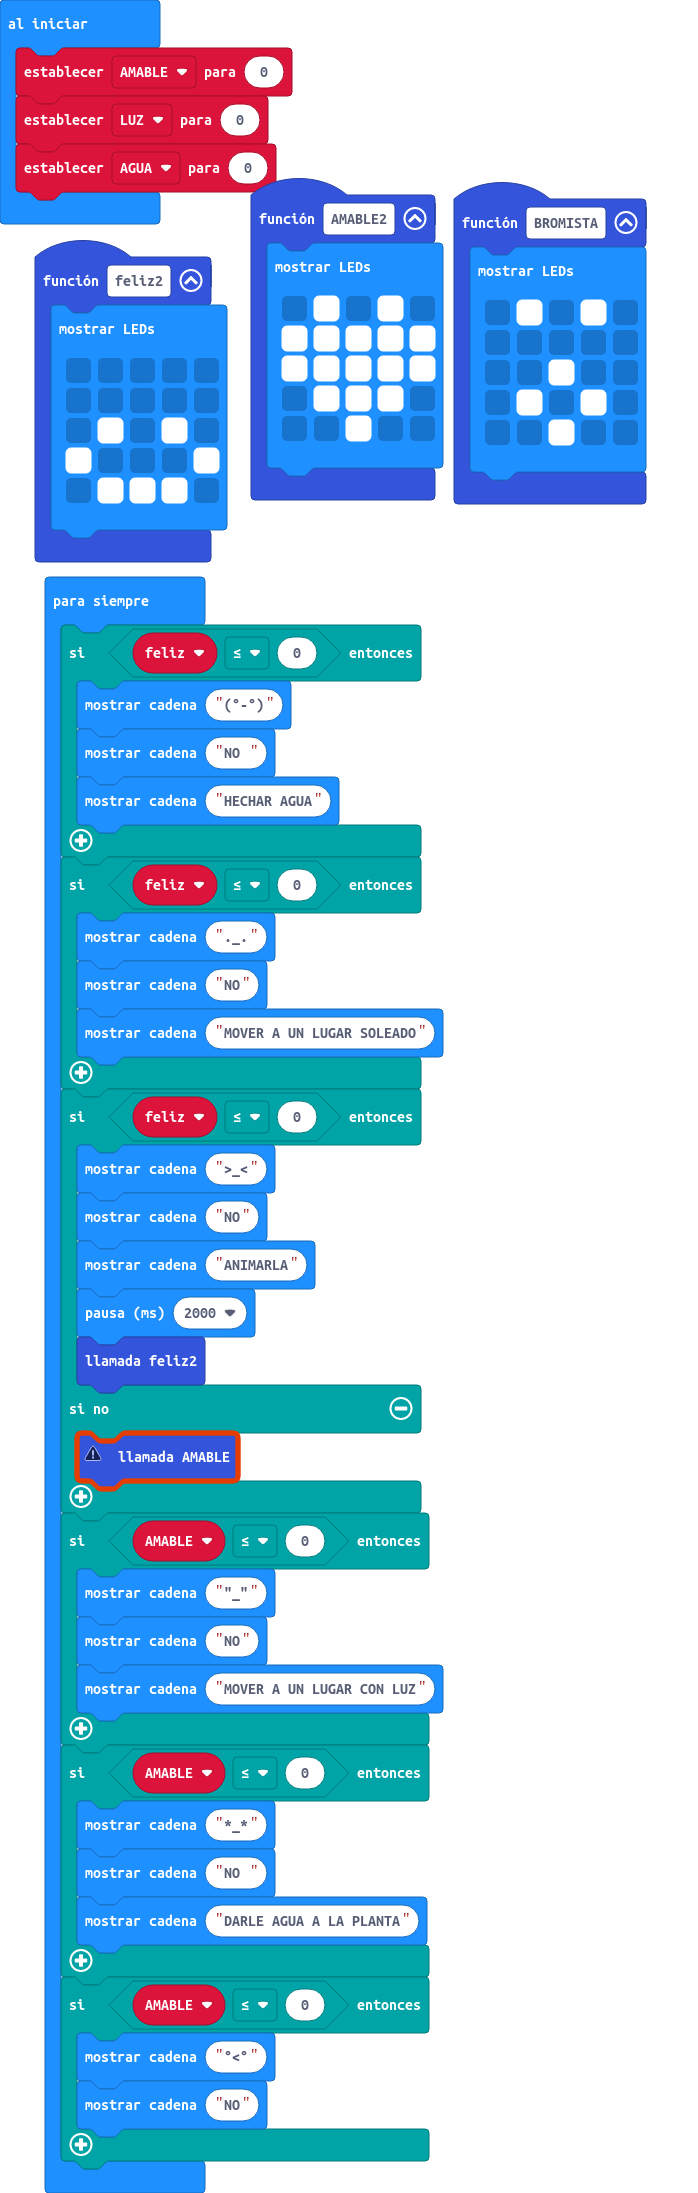 al iniciar
establecer AMABLE para 0
establecer LUZ para 0
establecer AGUA para 0
función AMABLE2
mostrar LEDs
función BROMISTA
mostrar LEDs
función feliz2
mostrar LEDs
para siempre
si feliz ≤ 0 entonces
mostrar cadena "(°-°)"
mostrar cadena "NO "
mostrar cadena "HECHAR AGUA"
si feliz ≤ 0 entonces
mostrar cadena "._."
mostrar cadena "NO"
mostrar cadena "MOVER A UN LUGAR SOLEADO"
si feliz ≤ 0 entonces
mostrar cadena ">_<"
mostrar cadena "NO"
mostrar cadena "ANIMARLA"
pausa (ms) 2000
llamada feliz2
si no
llamada AMABLE
si AMABLE ≤ 0 entonces
mostrar cadena ""_""
mostrar cadena "NO"
mostrar cadena "MOVER A UN LUGAR CON LUZ"
si AMABLE ≤ 0 entonces
mostrar cadena "*_*"
mostrar cadena "NO "
mostrar cadena "DARLE AGUA A LA PLANTA"
si AMABLE ≤ 0 entonces
mostrar cadena "°<°"
mostrar cadena "NO"